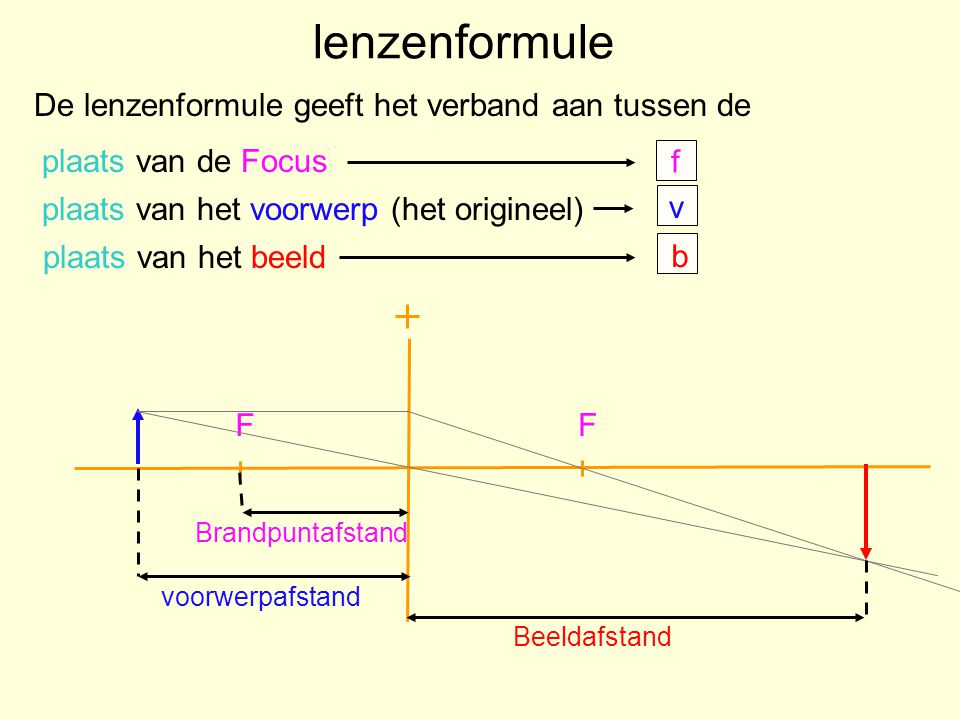 lenzenformule
De lenzenformule geeft het verband aan tussen de
plaats van de Focus f
plaats van het voorwerp (het origineel) v
plaats van het beeld b
+
F F
Brandpuntafstand
voorwerpafstand
Beeldafstand